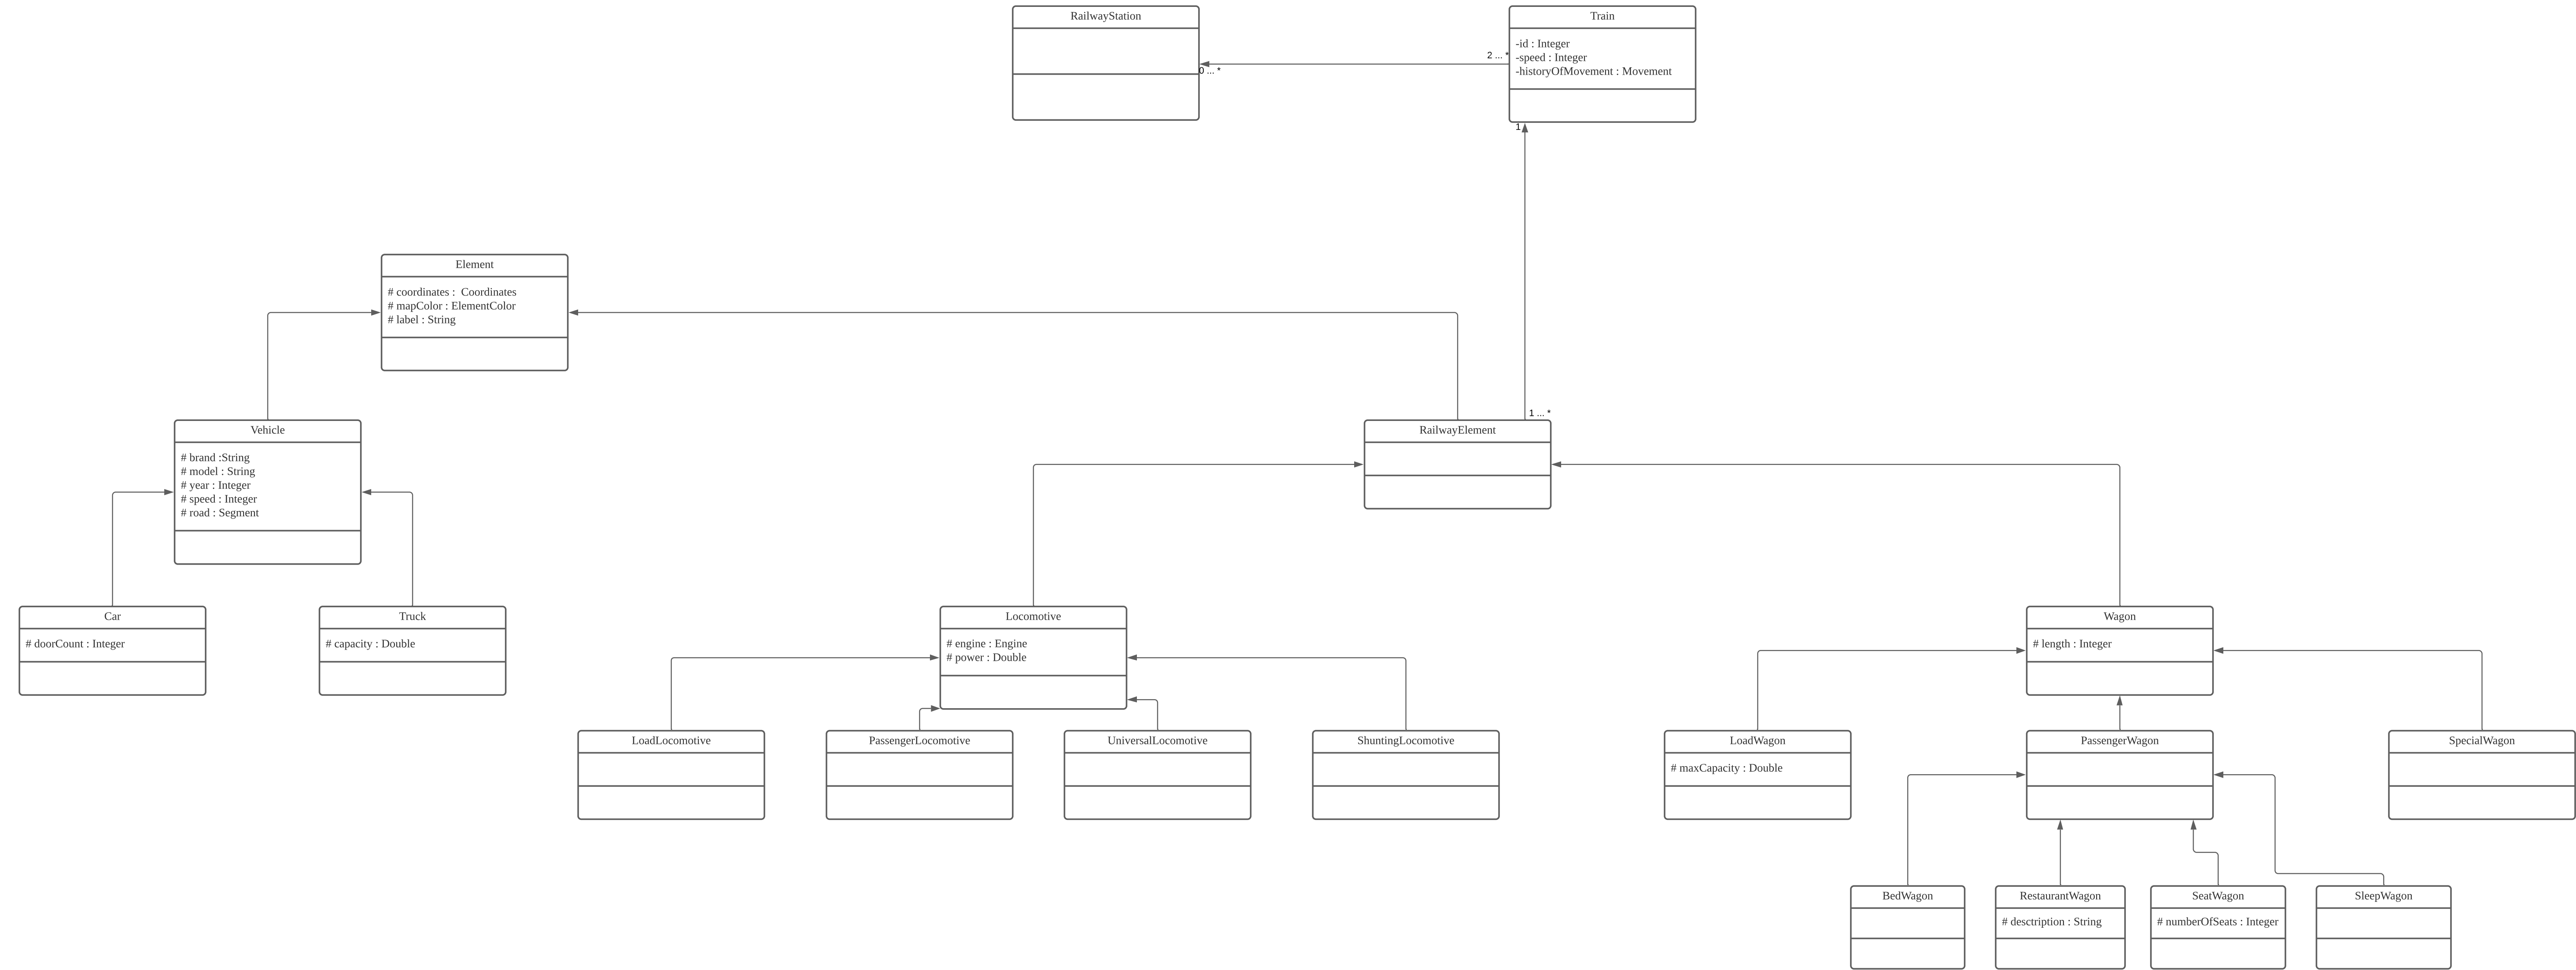 RailwayStation
Train
-id : Integer
-speed : Integer
-historyOfMovement : Movement
2 ... *
0 ... *
1
Element
# coordinates :  Coordinates
# mapColor : ElementColor
# label : String
1 ... *
Vehicle
# brand :String
# model : String
# year : Integer
# speed : Integer
# road : Segment
RailwayElement
Car
# doorCount : Integer
Truck
# capacity : Double
Locomotive
# engine : Engine
# power : Double
Wagon
# length : Integer
LoadLocomotive
PassengerLocomotive
UniversalLocomotive
ShuntingLocomotive
LoadWagon
# maxCapacity : Double
PassengerWagon
SpecialWagon
BedWagon
RestaurantWagon
# desctription : String
SeatWagon
# numberOfSeats : Integer
SleepWagon